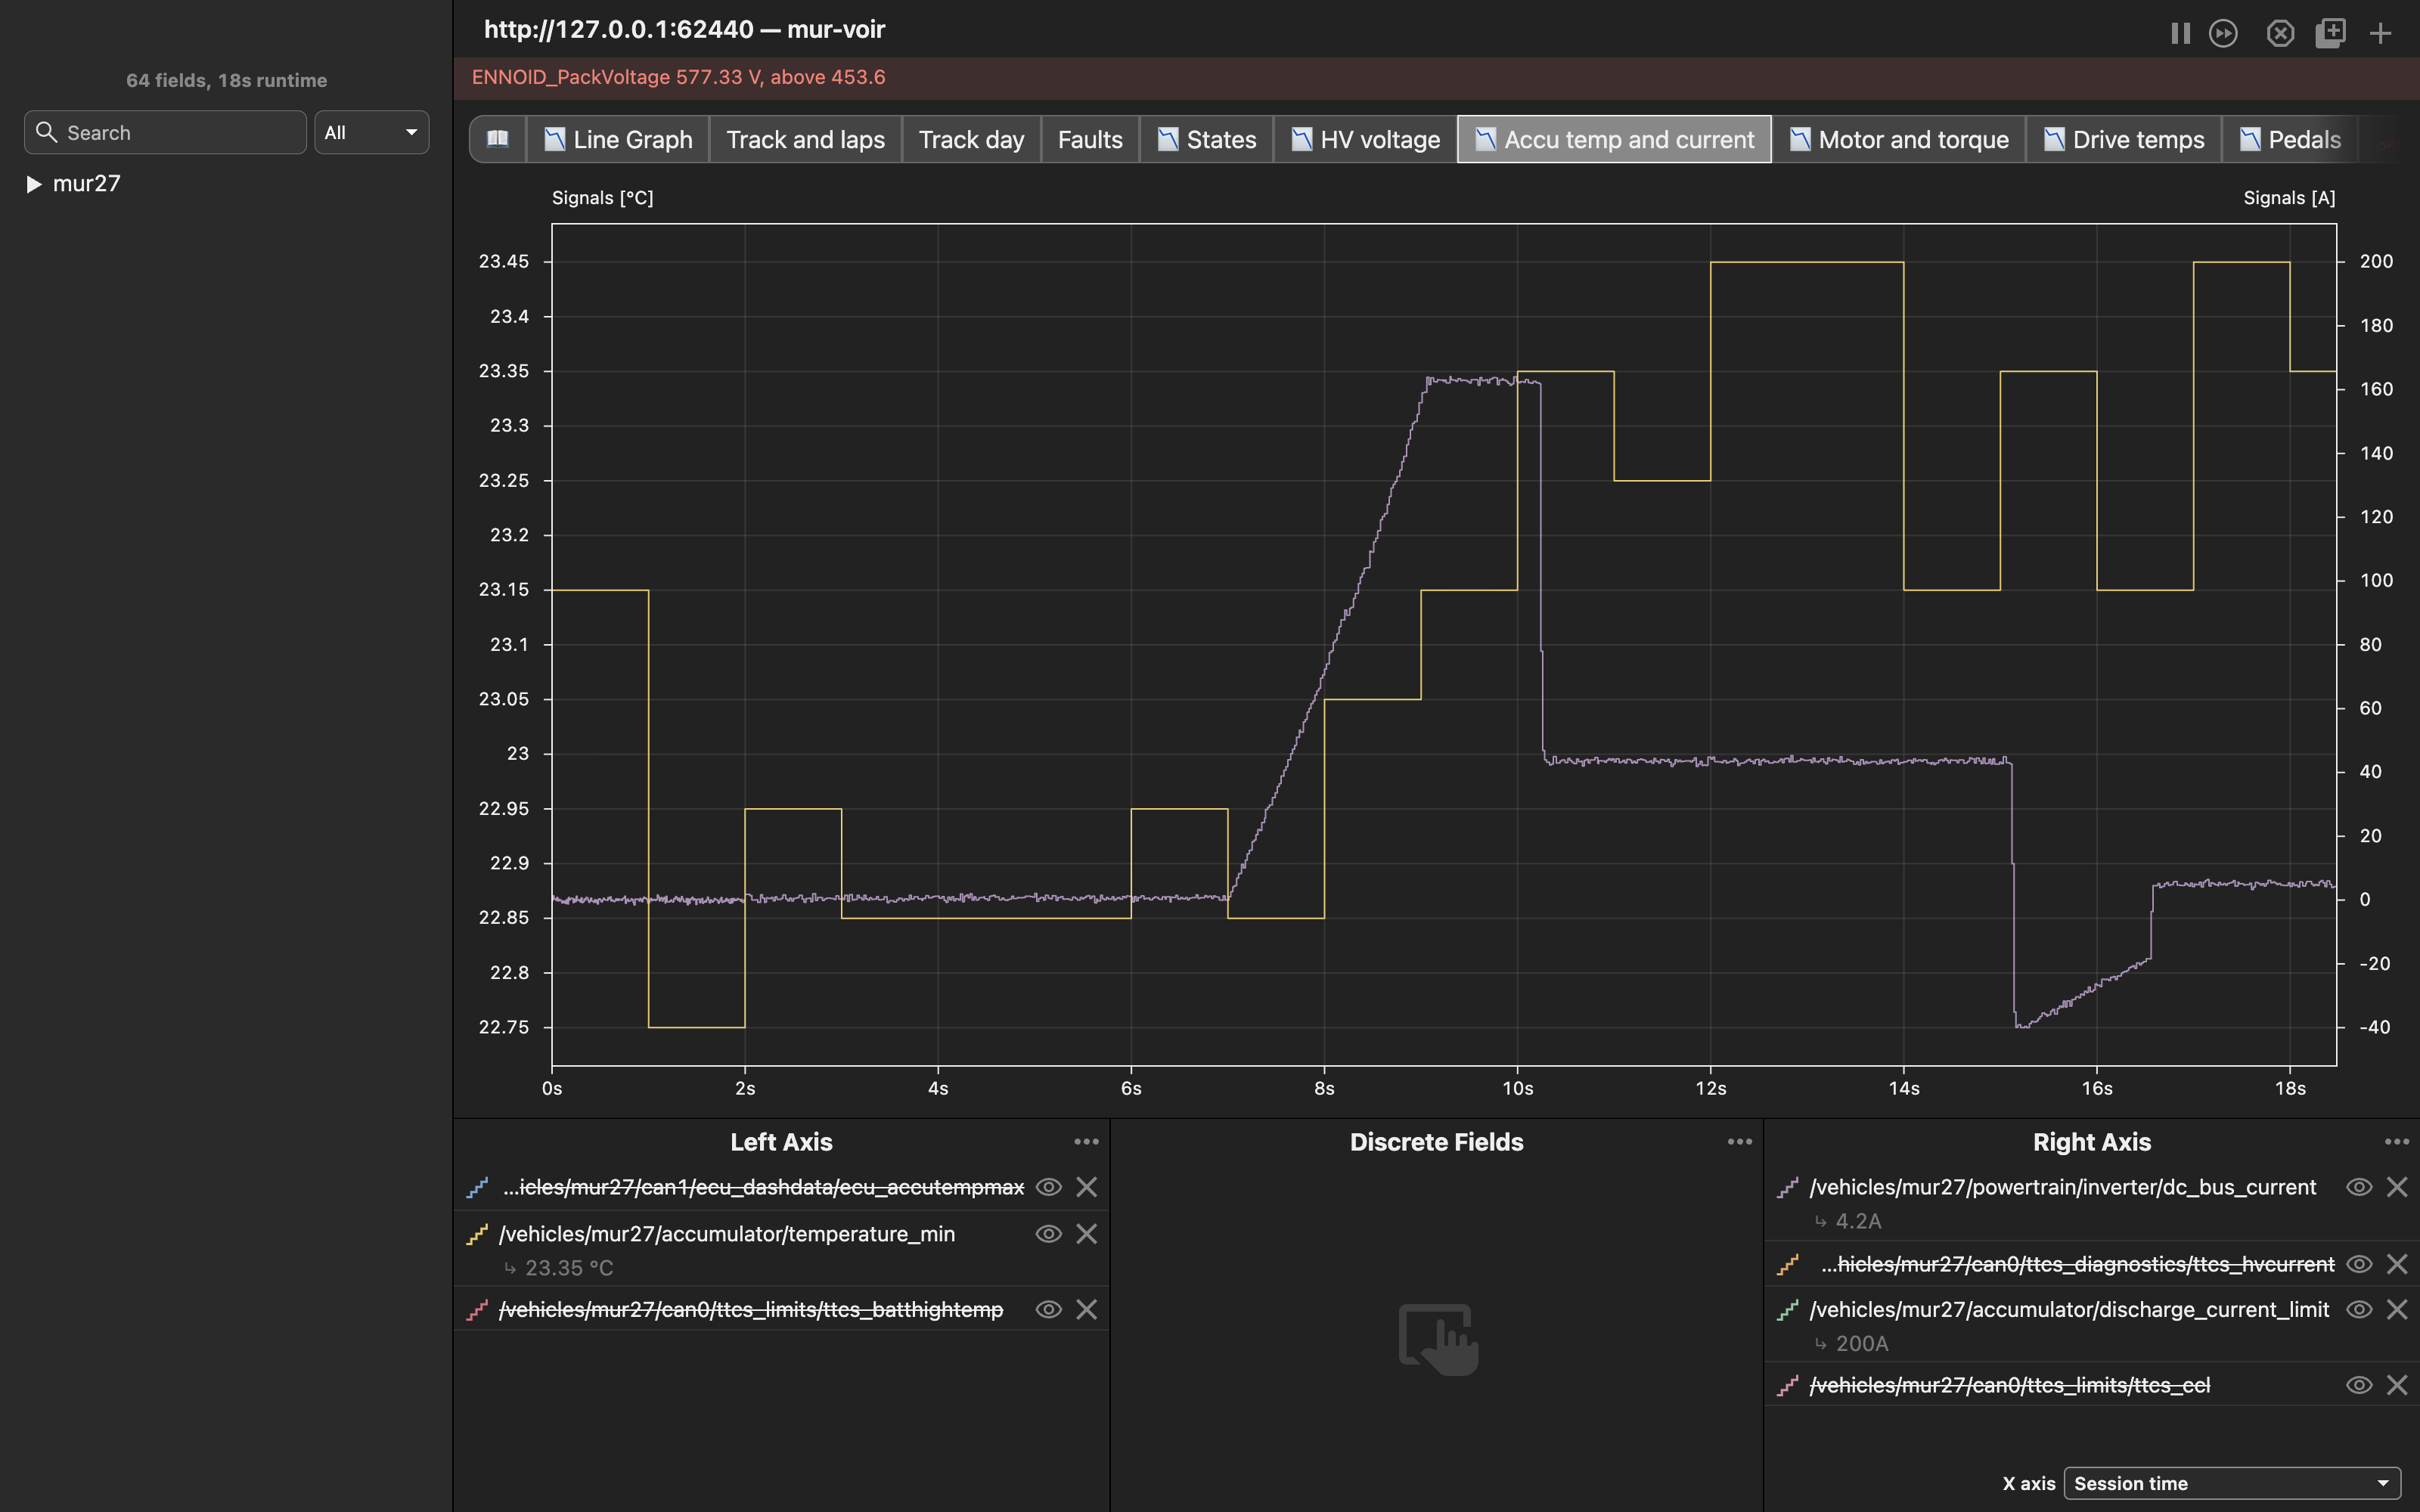 http://127.0.0.1:62440 — mur-voir
ENNOID_PackVoltage 577.33 V, above 453.6
64 fields, 18s runtime
Search
All
mur27
Line Graph
Track and laps
Track day
Faults
States
HV voltage
Accu temp and current
Motor and torque
Drive temps
Pedals
Signals [°C]
Signals [A]
23.45
23.4
23.35
23.3
23.25
23.2
23.15
23.1
23.05
23
22.95
22.9
22.85
22.8
22.75
200
180
160
140
120
100
80
60
40
20
0
-20
-40
0s
2s
4s
6s
8s
10s
12s
14s
16s
18s
Left Axis
...icles/mur27/can1/ecu_dashdata/ecu_accutempmax
/vehicles/mur27/accumulator/temperature_min
↳ 23.35 °C
/vehicles/mur27/can0/ttcs_limits/ttcs_batthightemp
Discrete Fields
Right Axis
/vehicles/mur27/powertrain/inverter/dc_bus_current
↳ 4.2A
...hicles/mur27/can0/ttcs_diagnostics/ttcs_hvcurrent
/vehicles/mur27/accumulator/discharge_current_limit
↳ 200A
/vehicles/mur27/can0/ttcs_limits/ttcs_ccl
X axis
Session time